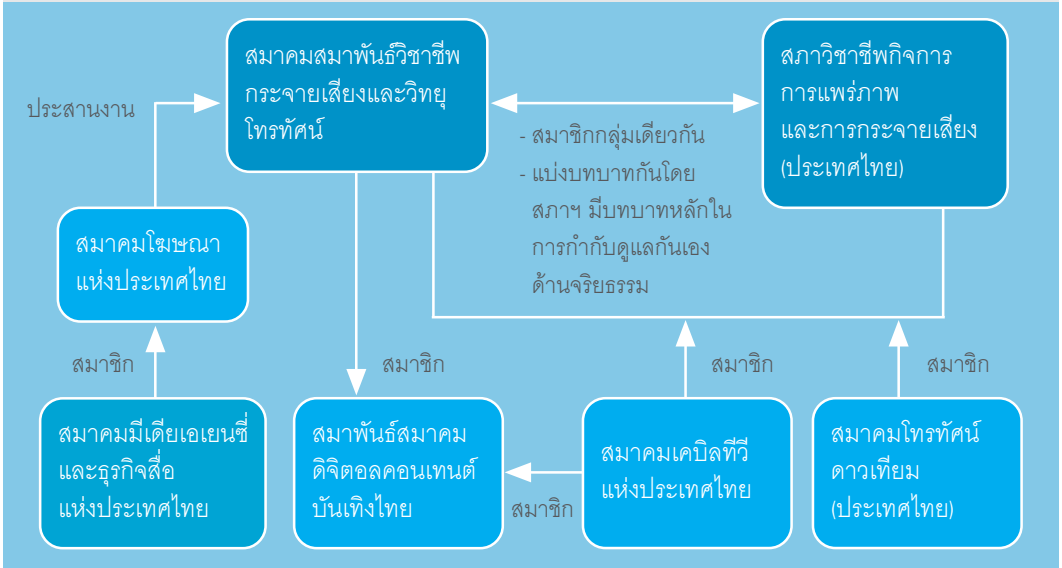 สมาคมสมาพันธ์วิชาชีพ
กระจายเสียงและวิทยุ
โทรทัศน์
สภาวิชาชีพกิจการ
การแพร่ภาพ
และการกระจายเสียง
(ประเทศไทย)
ประสานงาน
- สมาชิกกลุ่มเดียวกัน
- แบ่งบทบาทกันโดย
สภาฯ มีบทบาทหลักใน
การกำกับดูแลกันเอง
ด้านจริยธรรม
สมาคมโฆษณา
แห่งประเทศไทย
สมาชิก
สมาชิก
สมาชิก
สมาชิก
สมาคมมีเดียเอเยนซี่
และธุรกิจสื่อ
แห่งประเทศไทย
สมาพันธ์สมาคม
ดิจิตอลคอนเทนต์
บันเทิงไทย
สมาชิก
สมาคมเคบิลทีวี
แห่งประเทศไทย
สมาคมโทรทัศน์
ดาวเทียม
(ประเทศไทย)